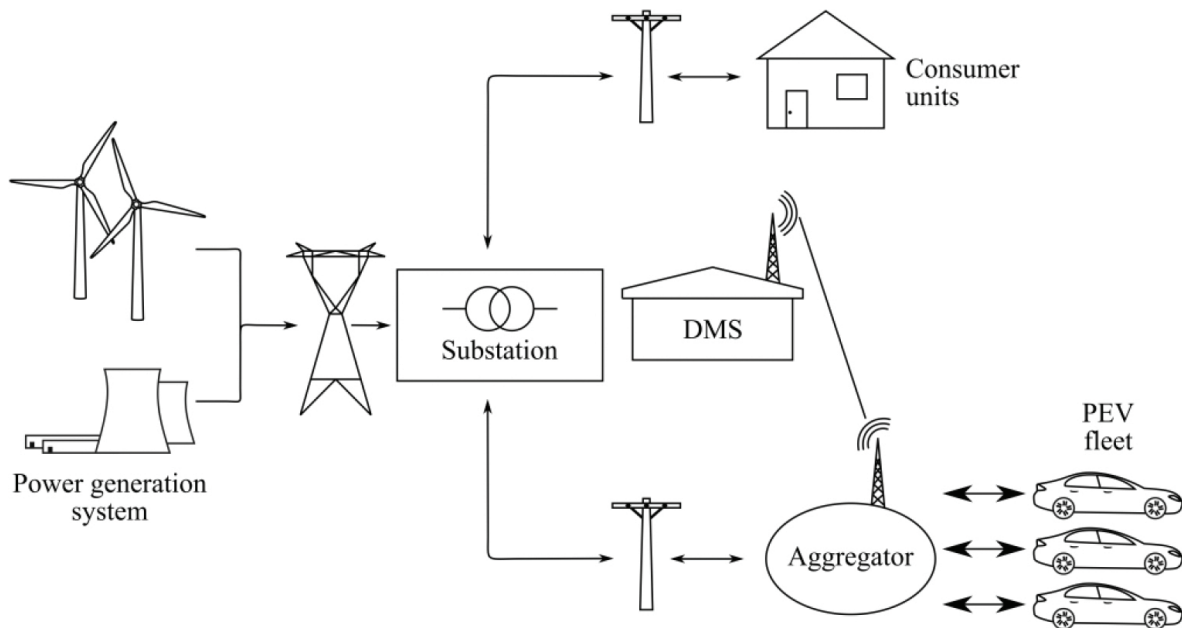 Consumer
units
DMS
Substation
PEV
fleet
Power generation
system
Aggregator